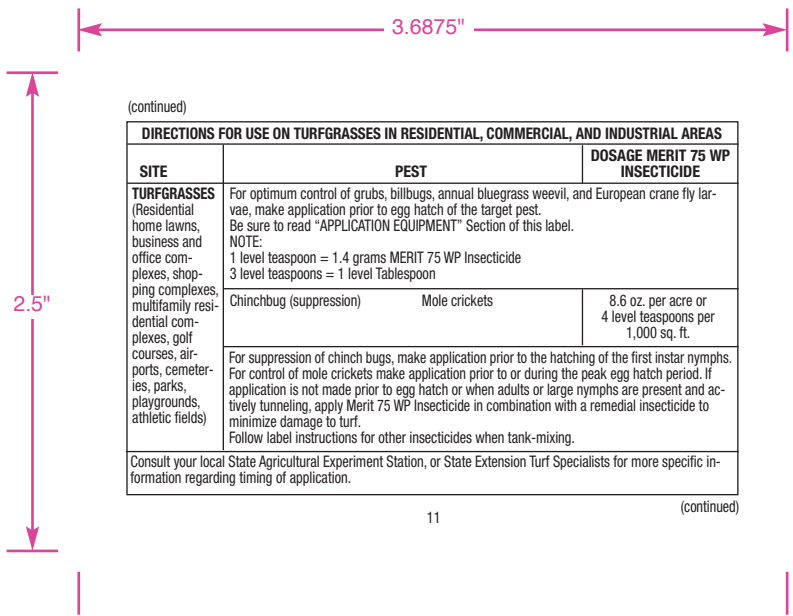 3.6875"
2.5"
(continued)
DIRECTIONS FOR USE ON TURFGRASSES IN RESIDENTIAL, COMMERCIAL, AND INDUSTRIAL AREAS
SITE
PEST
DOSAGE MERIT 75 WP
INSECTICIDE
TURFGRASSES
(Residential
home lawns,
business and
office com-
plexes, shop-
ping complexes,
multifamily resi-
dential com-
plexes, golf
courses, air-
ports, cemeter-
ies, parks,
playgrounds,
athletic fields)
For optimum control of grubs, billbugs, annual bluegrass weevil, and European crane fly lar-
vae, make application prior to egg hatch of the target pest.
Be sure to read “APPLICATION EQUIPMENT” Section of this label.
NOTE:
1 level teaspoon = 1.4 grams MERIT 75 WP Insecticide
3 level teaspoons = 1 level Tablespoon
Chinchbug (suppression) Mole crickets
8.6 oz. per acre or
4 level teaspoons per
1,000 sq. ft.
For suppression of chinch bugs, make application prior to the hatching of the first instar nymphs.
For control of mole crickets make application prior to or during the peak egg hatch period. If
application is not made prior to egg hatch or when adults or large nymphs are present and ac-
tively tunneling, apply Merit 75 WP Insecticide in combination with a remedial insecticide to
minimize damage to turf.
Follow label instructions for other insecticides when tank-mixing.
Consult your local State Agricultural Experiment Station, or State Extension Turf Specialists for more specific in-
formation regarding timing of application.
(continued)
11